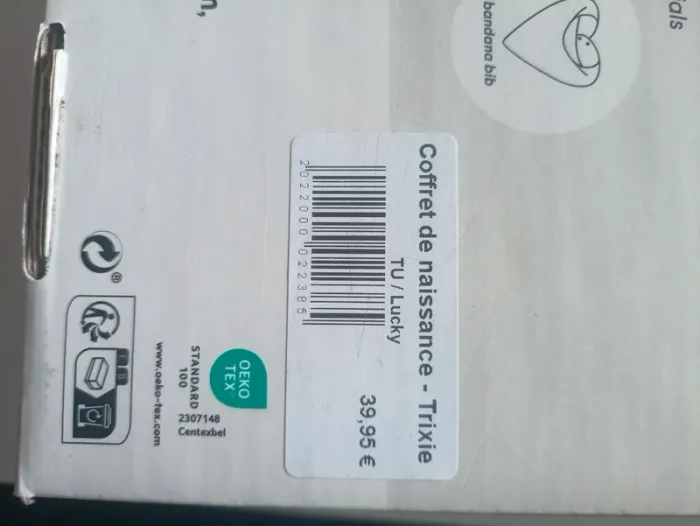 ials
bandana bib
n,
Coffret de naissance - Trixie
TU / Lucky
39,95 €
2022000022385
OEKO
TEX®
STANDARD
100
2307148
Centexbel
www.oeko-tex.com
®